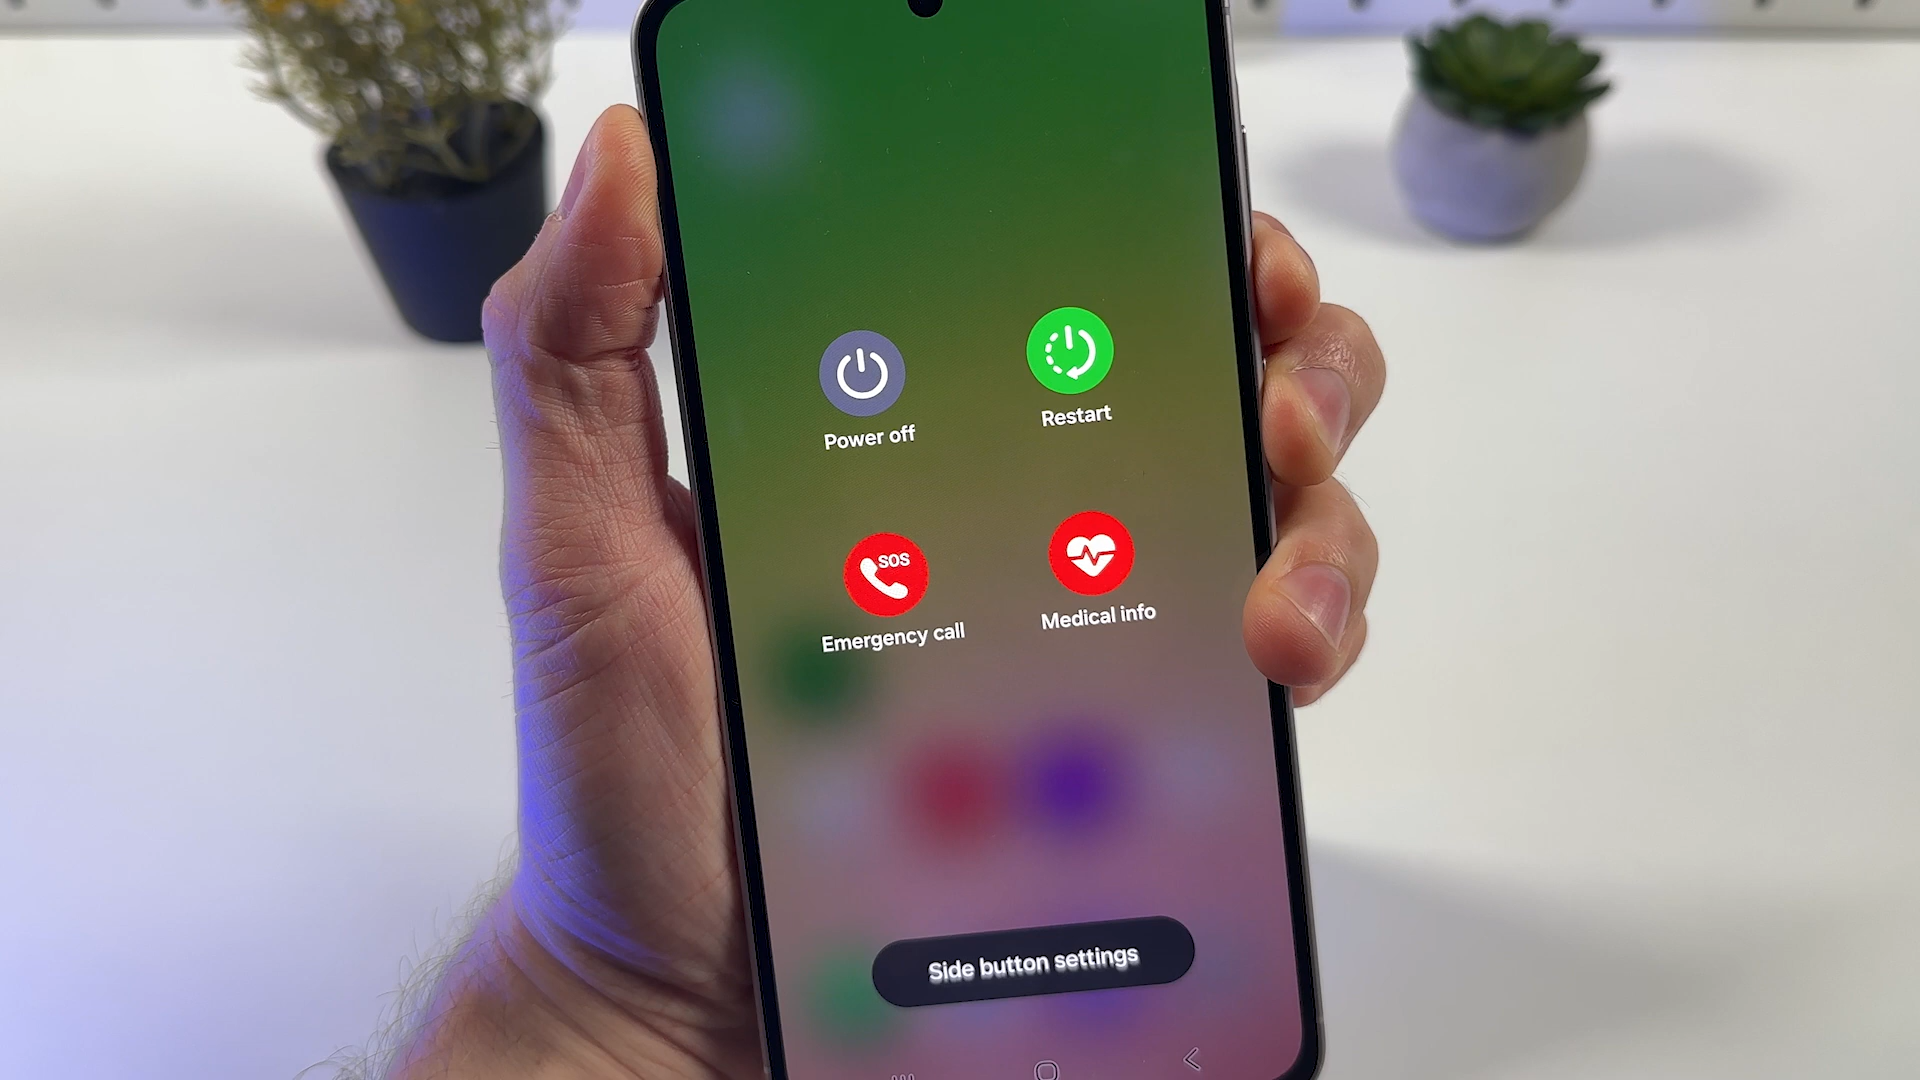 Power off
Restart
SOS
Emergency call
Medical info
Side button settings